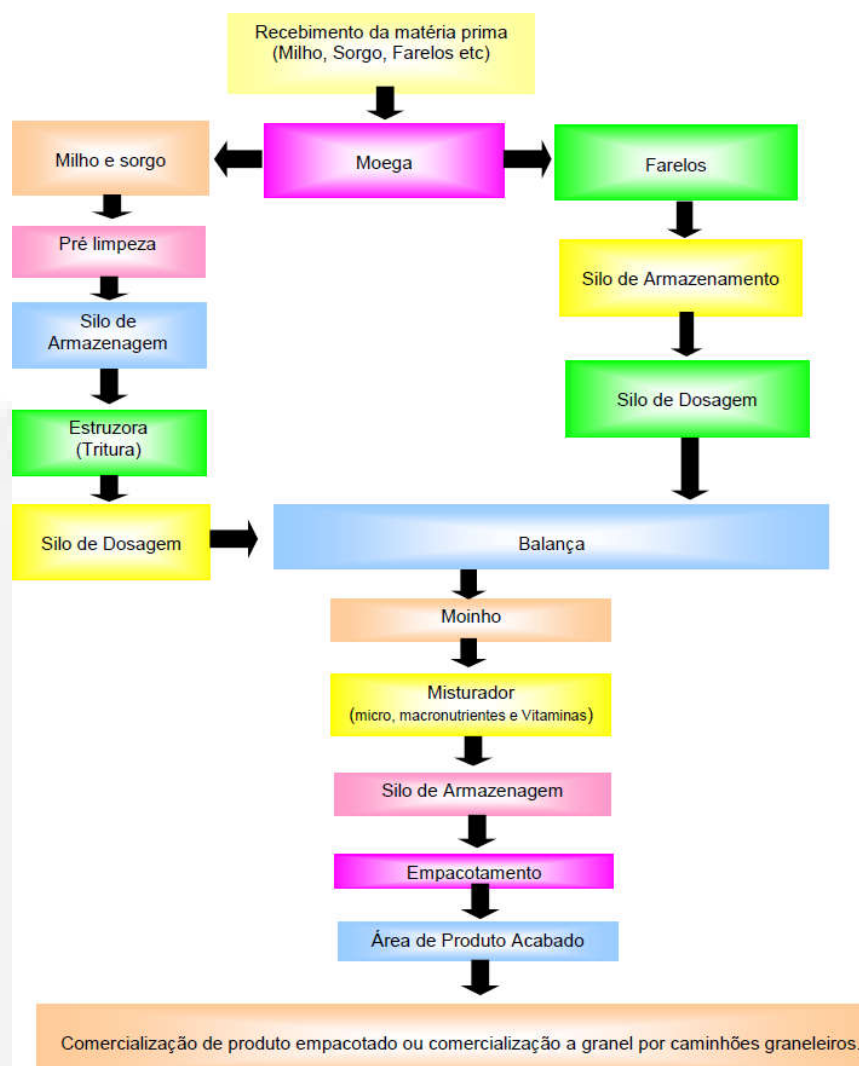 Recebimento da matéria prima
(Milho, Sorgo, Farelos etc)
Milho e sorgo
Moega
Farelos
Pré limpeza
Silo de Armazenamento
Silo de
Armazenagem
Silo de Dosagem
Estruzora
(Tritura)
Silo de Dosagem
Balança
Moinho
Misturador
(micro, macronutrientes e Vitaminas)
Silo de Armazenagem
Empacotamento
Área de Produto Acabado
Comercialização de produto empacotado ou comercialização a granel por caminhões graneleiros.